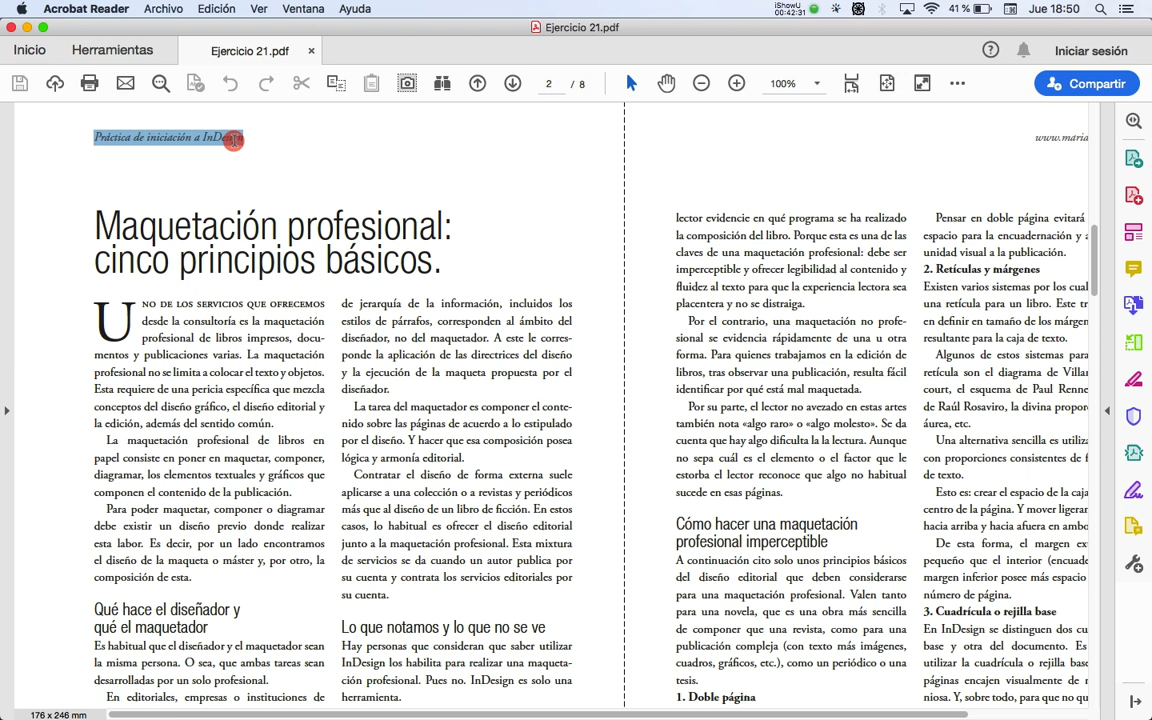 Acrobat Reader Archivo Edición Ver Ventana Ayuda
iShowU
00:42:31
41 % Jue 18:50
Ejercicio 21.pdf
Inicio Herramientas Ejercicio 21.pdf × Iniciar sesión
2 / 8 100% Compartir
Práctica de iniciación a InDesign
Maquetación profesional:
cinco principios básicos.
UNO DE LOS SERVICIOS QUE OFRECEMOS
desde la consultoría es la maquetación
profesional de libros impresos, docu-
mentos y publicaciones varias. La maquetación
profesional no se limita a colocar el texto y objetos.
Esta requiere de una pericia específica que mezcla
conceptos del diseño gráfico, el diseño editorial y
la edición, además del sentido común.
La maquetación profesional de libros en
papel consiste en poner en maquetar, componer,
diagramar, los elementos textuales y gráficos que
componen el contenido de la publicación.
Para poder maquetar, componer o diagramar
debe existir un diseño previo donde realizar
esta labor. Es decir, por un lado encontramos
el diseño de la maqueta o máster y, por otro, la
composición de esta.
Qué hace el diseñador y
qué el maquetador
Es habitual que el diseñador y el maquetador sean
la misma persona. O sea, que ambas tareas sean
desarrolladas por un solo profesional.
En editoriales, empresas o instituciones de
de jerarquía de la información, incluidos los
estilos de párrafos, corresponden al ámbito del
diseñador, no del maquetador. A este le corres-
ponde la aplicación de las directrices del diseño
y la ejecución de la maqueta propuesta por el
diseñador.
La tarea del maquetador es componer el conte-
nido sobre las páginas de acuerdo a lo estipulado
por el diseño. Y hacer que esa composición posea
lógica y armonía editorial.
Contratar el diseño de forma externa suele
aplicarse a una colección o a revistas y periódicos
más que al diseño de un libro de ficción. En estos
casos, lo habitual es ofrecer el diseño editorial
junto a la maquetación profesional. Esta mixtura
de servicios se da cuando un autor publica por
su cuenta y contrata los servicios editoriales por
su cuenta.
Lo que notamos y lo que no se ve
Hay personas que consideran que saber utilizar
InDesign los habilita para realizar una maqueta-
ción profesional. Pues no. InDesign es solo una
herramienta.
www.maria
lector evidencie en qué programa se ha realizado
la composición del libro. Porque esta es una de las
claves de una maquetación profesional: debe ser
imperceptible y ofrecer legibilidad al contenido y
fluidez al texto para que la experiencia lectora sea
placentera y no se distraiga.
Por el contrario, una maquetación no profe-
sional se evidencia rápidamente de una u otra
forma. Para quienes trabajamos en la edición de
libros, tras observar una publicación, resulta fácil
identificar por qué está mal maquetada.
Por su parte, el lector no avezado en estas artes
también nota «algo raro» o «algo molesto». Se da
cuenta que hay algo dificulta la la lectura. Aunque
no sepa cuál es el elemento o el factor que le
estorba el lector reconoce que algo no habitual
sucede en esas páginas.
Cómo hacer una maquetación
profesional imperceptible
A continuación cito solo unos principios básicos
del diseño editorial que deben considerarse
para una maquetación profesional. Valen tanto
para una novela, que es una obra más sencilla
de componer que una revista, como para una
publicación compleja (con texto más imágenes,
cuadros, gráficos, etc.), como un periódico o una
tesis.
1. Doble página
Pensar en doble página evitará
espacio para la encuadernación y
unidad visual a la publicación.
2. Retículas y márgenes
Existen varios sistemas por los cual
una retícula para un libro. Este tr
en definir en tamaño de los márgen
resultante para la caja de texto.
Algunos de estos sistemas para
retícula son el diagrama de Villar
court, el esquema de Paul Renne
de Raúl Rosaviro, la divina propor
áurea, etc.
Una alternativa sencilla es utiliz
con proporciones consistentes de
de texto.
Esto es: crear el espacio de la caja
centro de la página. Y mover ligerar
hacia arriba y hacia afuera en ambo
De esta forma, el margen ex
pequeño que el interior (encuade
margen inferior posee más espacio
número de página.
3. Cuadrícula o rejilla base
En InDesign se distinguen dos cu
base y otra del documento. Es
utilizar la cuadrícula o rejilla base
páginas encajen visualmente de
niosa. Y, sobre todo, para que no qu
176 x 246 mm